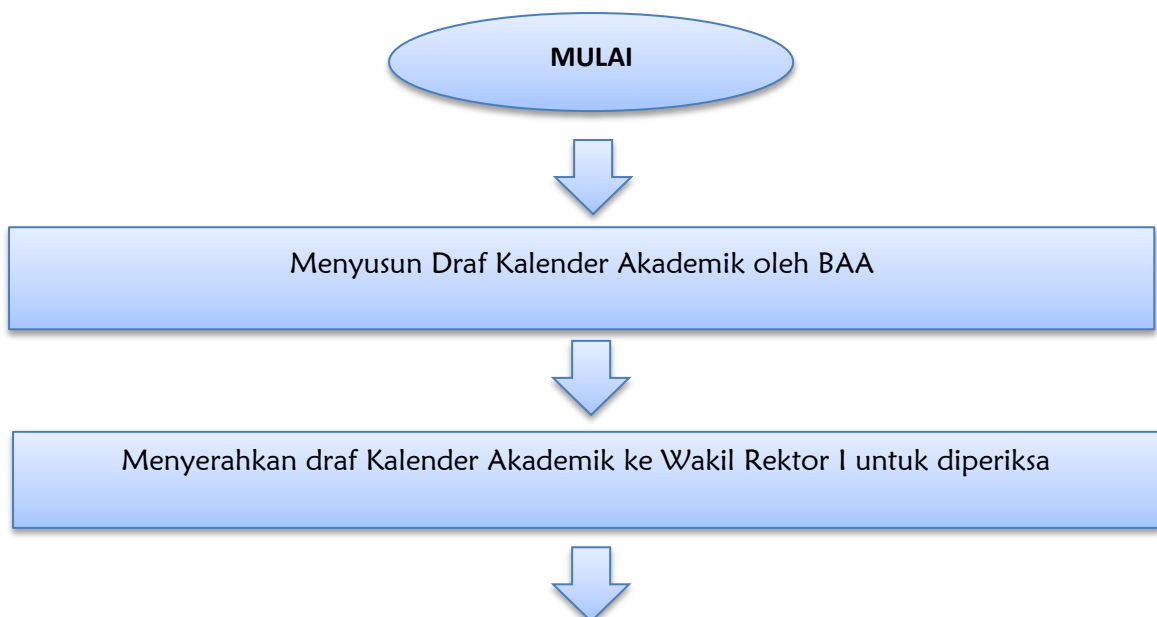 MULAI
Menyusun Draf Kalender Akademik oleh BAA
Menyerahkan draf Kalender Akademik ke Wakil Rektor I untuk diperiksa